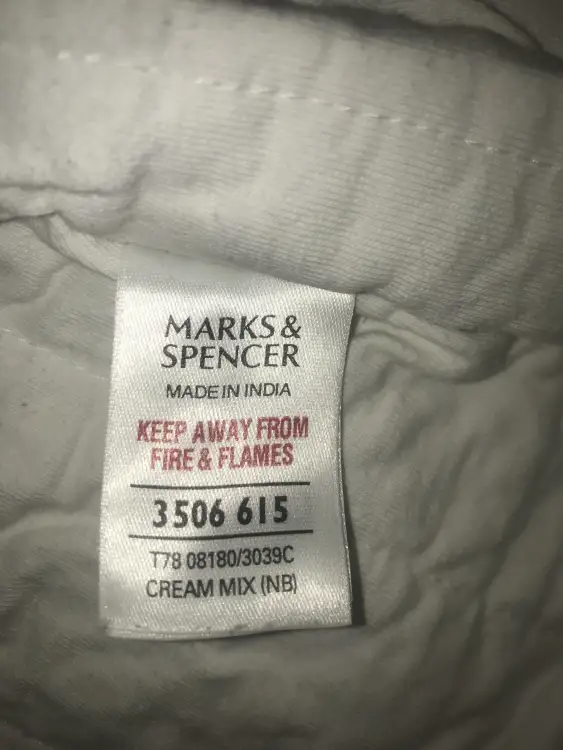 MARKS &
SPENCER
MADE IN INDIA
KEEP AWAY FROM
FIRE & FLAMES
3506 615
T78 08180/3039C
CREAM MIX (NB)